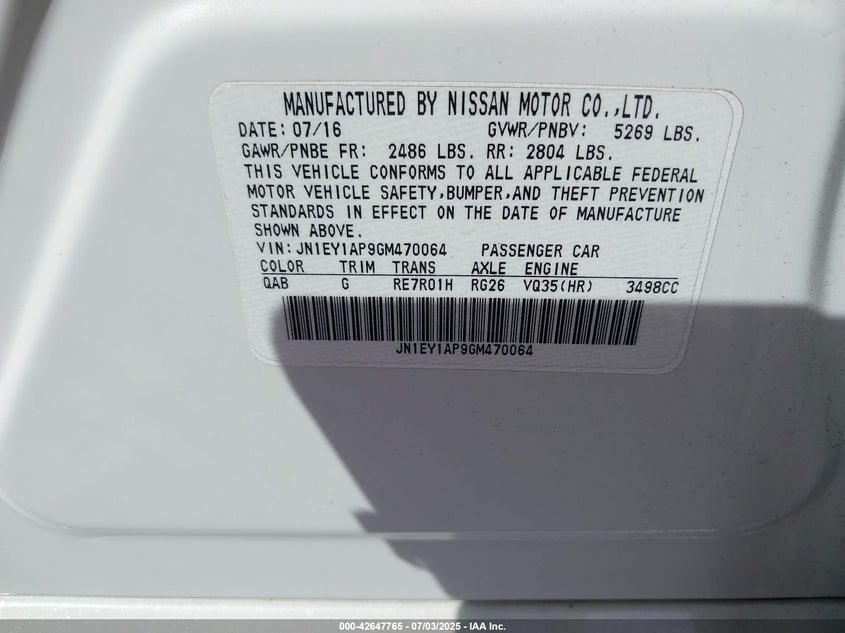 MANUFACTURED BY NISSAN MOTOR CO.,LTD.
DATE: 07/16 GVWR/PNBV: 5269 LBS.
GAWR/PNBE FR: 2486 LBS. RR: 2804 LBS.
THIS VEHICLE CONFORMS TO ALL APPLICABLE FEDERAL
MOTOR VEHICLE SAFETY,BUMPER,AND THEFT PREVENTION
STANDARDS IN EFFECT ON THE DATE OF MANUFACTURE
SHOWN ABOVE.
VIN: JN1EY1AP9GM470064 PASSENGER CAR
COLOR TRIM TRANS AXLE ENGINE
QAB G RE7R01H RG26 VQ35(HR) 3498CC
JN1EY1AP9GM470064
000-42647765 - 07/03/2025 - IAA Inc.